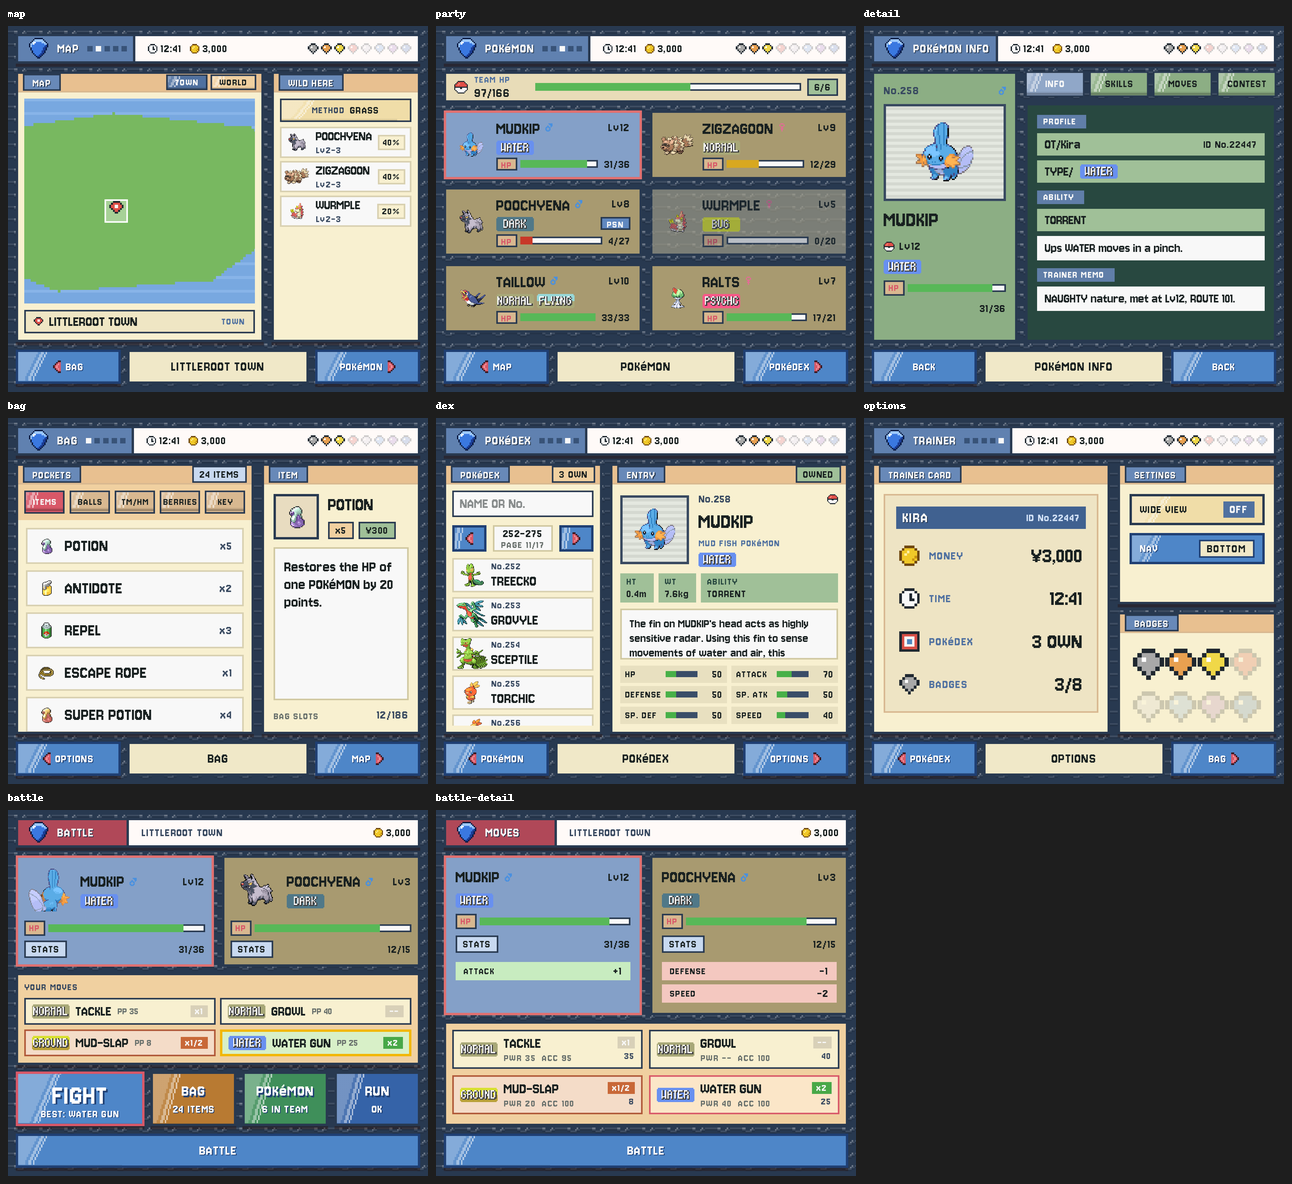 map
MAP
12:41
3,000
MAP
TOWN
WORLD
WILD HERE
METHOD GRASS
POOCHYENA
Lv2-3
40%
ZIGZAGOON
Lv2-3
40%
WURMPLE
Lv2-3
20%
LITTLEROOT TOWN
TOWN
BAG
LITTLEROOT TOWN
POKéMON
party
POKéMON
12:41
3,000
TEAM HP
97/166
6/6
MUDKIP ♂ Lv12
WATER
HP
31/36
ZIGZAGOON Lv9
NORMAL
HP
12/29
POOCHYENA ♂ Lv8
DARK
PSN
HP
4/27
WURMPLE Lv5
BUG
HP
0/20
TAILLOW ♂ Lv10
NORMAL FLYING
HP
33/33
RALTS Lv7
PSYCHC
HP
17/21
MAP
POKéMON
POKéDEX
detail
POKéMON INFO
12:41
3,000
No.258 ♂
MUDKIP
Lv12
WATER
HP
31/36
INFO
SKILLS
MOVES
CONTEST
PROFILE
OT/Kira
ID No.22447
TYPE/ WATER
ABILITY
TORRENT
Ups WATER moves in a pinch.
TRAINER MEMO
NAUGHTY nature, met at Lv12, ROUTE 101.
BACK
POKéMON INFO
BACK
bag
BAG
12:41
3,000
POCKETS
24 ITEMS
ITEMS
BALLS
TM/HM
BERRIES
KEY
POTION x5
ANTIDOTE x2
REPEL x3
ESCAPE ROPE x1
SUPER POTION x4
ITEM
POTION
x5
¥300
Restores the HP of
one POKéMON by 20
points.
BAG SLOTS 12/186
OPTIONS
BAG
MAP
dex
POKéDEX
12:41
3,000
POKéDEX
3 OWN
NAME OR No.
252-275
PAGE 11/17
No.252
TREECKO
No.253
GROVYLE
No.254
SCEPTILE
No.255
TORCHIC
No.256
ENTRY
OWNED
No.258
MUDKIP
MUD FISH POKéMON
WATER
HT
0.4m
WT
7.6kg
ABILITY
TORRENT
The fin on MUDKIP's head acts as highly
sensitive radar. Using this fin to sense
movements of water and air, this
HP 50
ATTACK 70
DEFENSE 50
SP. ATK 50
SP. DEF 50
SPEED 40
POKéMON
POKéDEX
OPTIONS
options
TRAINER
12:41
3,000
TRAINER CARD
KIRA
ID No.22447
MONEY ¥3,000
TIME 12:41
POKéDEX 3 OWN
BADGES 3/8
SETTINGS
WIDE VIEW OFF
NAV BOTTOM
BADGES
POKéDEX
OPTIONS
BAG
battle
BATTLE
LITTLEROOT TOWN
3,000
MUDKIP ♂ Lv12
WATER
HP
STATS 31/36
POOCHYENA ♂ Lv3
DARK
HP
STATS 12/15
YOUR MOVES
NORMAL TACKLE PP 35 x1
NORMAL GROWL PP 40 --
GROUND MUD-SLAP PP 8 x1/2
WATER WATER GUN PP 25 x2
FIGHT
BEST: WATER GUN
BAG
24 ITEMS
POKéMON
6 IN TEAM
RUN
OK
BATTLE
battle-detail
MOVES
LITTLEROOT TOWN
3,000
MUDKIP ♂ Lv12
WATER
HP
STATS 31/36
ATTACK +1
POOCHYENA ♂ Lv3
DARK
HP
STATS 12/15
DEFENSE -1
SPEED -2
NORMAL TACKLE x1
PWR 35 ACC 95 35
NORMAL GROWL --
PWR -- ACC 100 40
GROUND MUD-SLAP x1/2
PWR 20 ACC 100 8
WATER WATER GUN x2
PWR 40 ACC 100 25
BATTLE